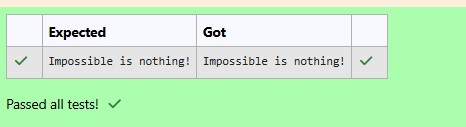 Expected Got
Impossible is nothing! Impossible is nothing!
Passed all tests!